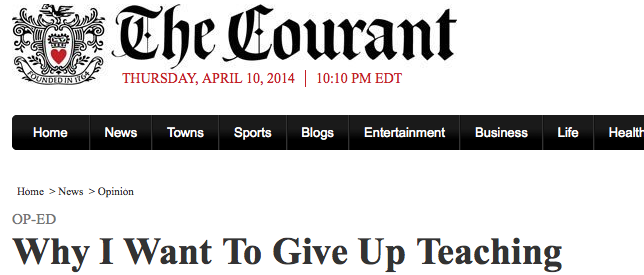 The Courant
FOUNDED IN 1764
THURSDAY, APRIL 10, 2014 | 10:10 PM EDT
Home News Towns Sports Blogs Entertainment Business Life Health
Home > News > Opinion
OP-ED
Why I Want To Give Up Teaching